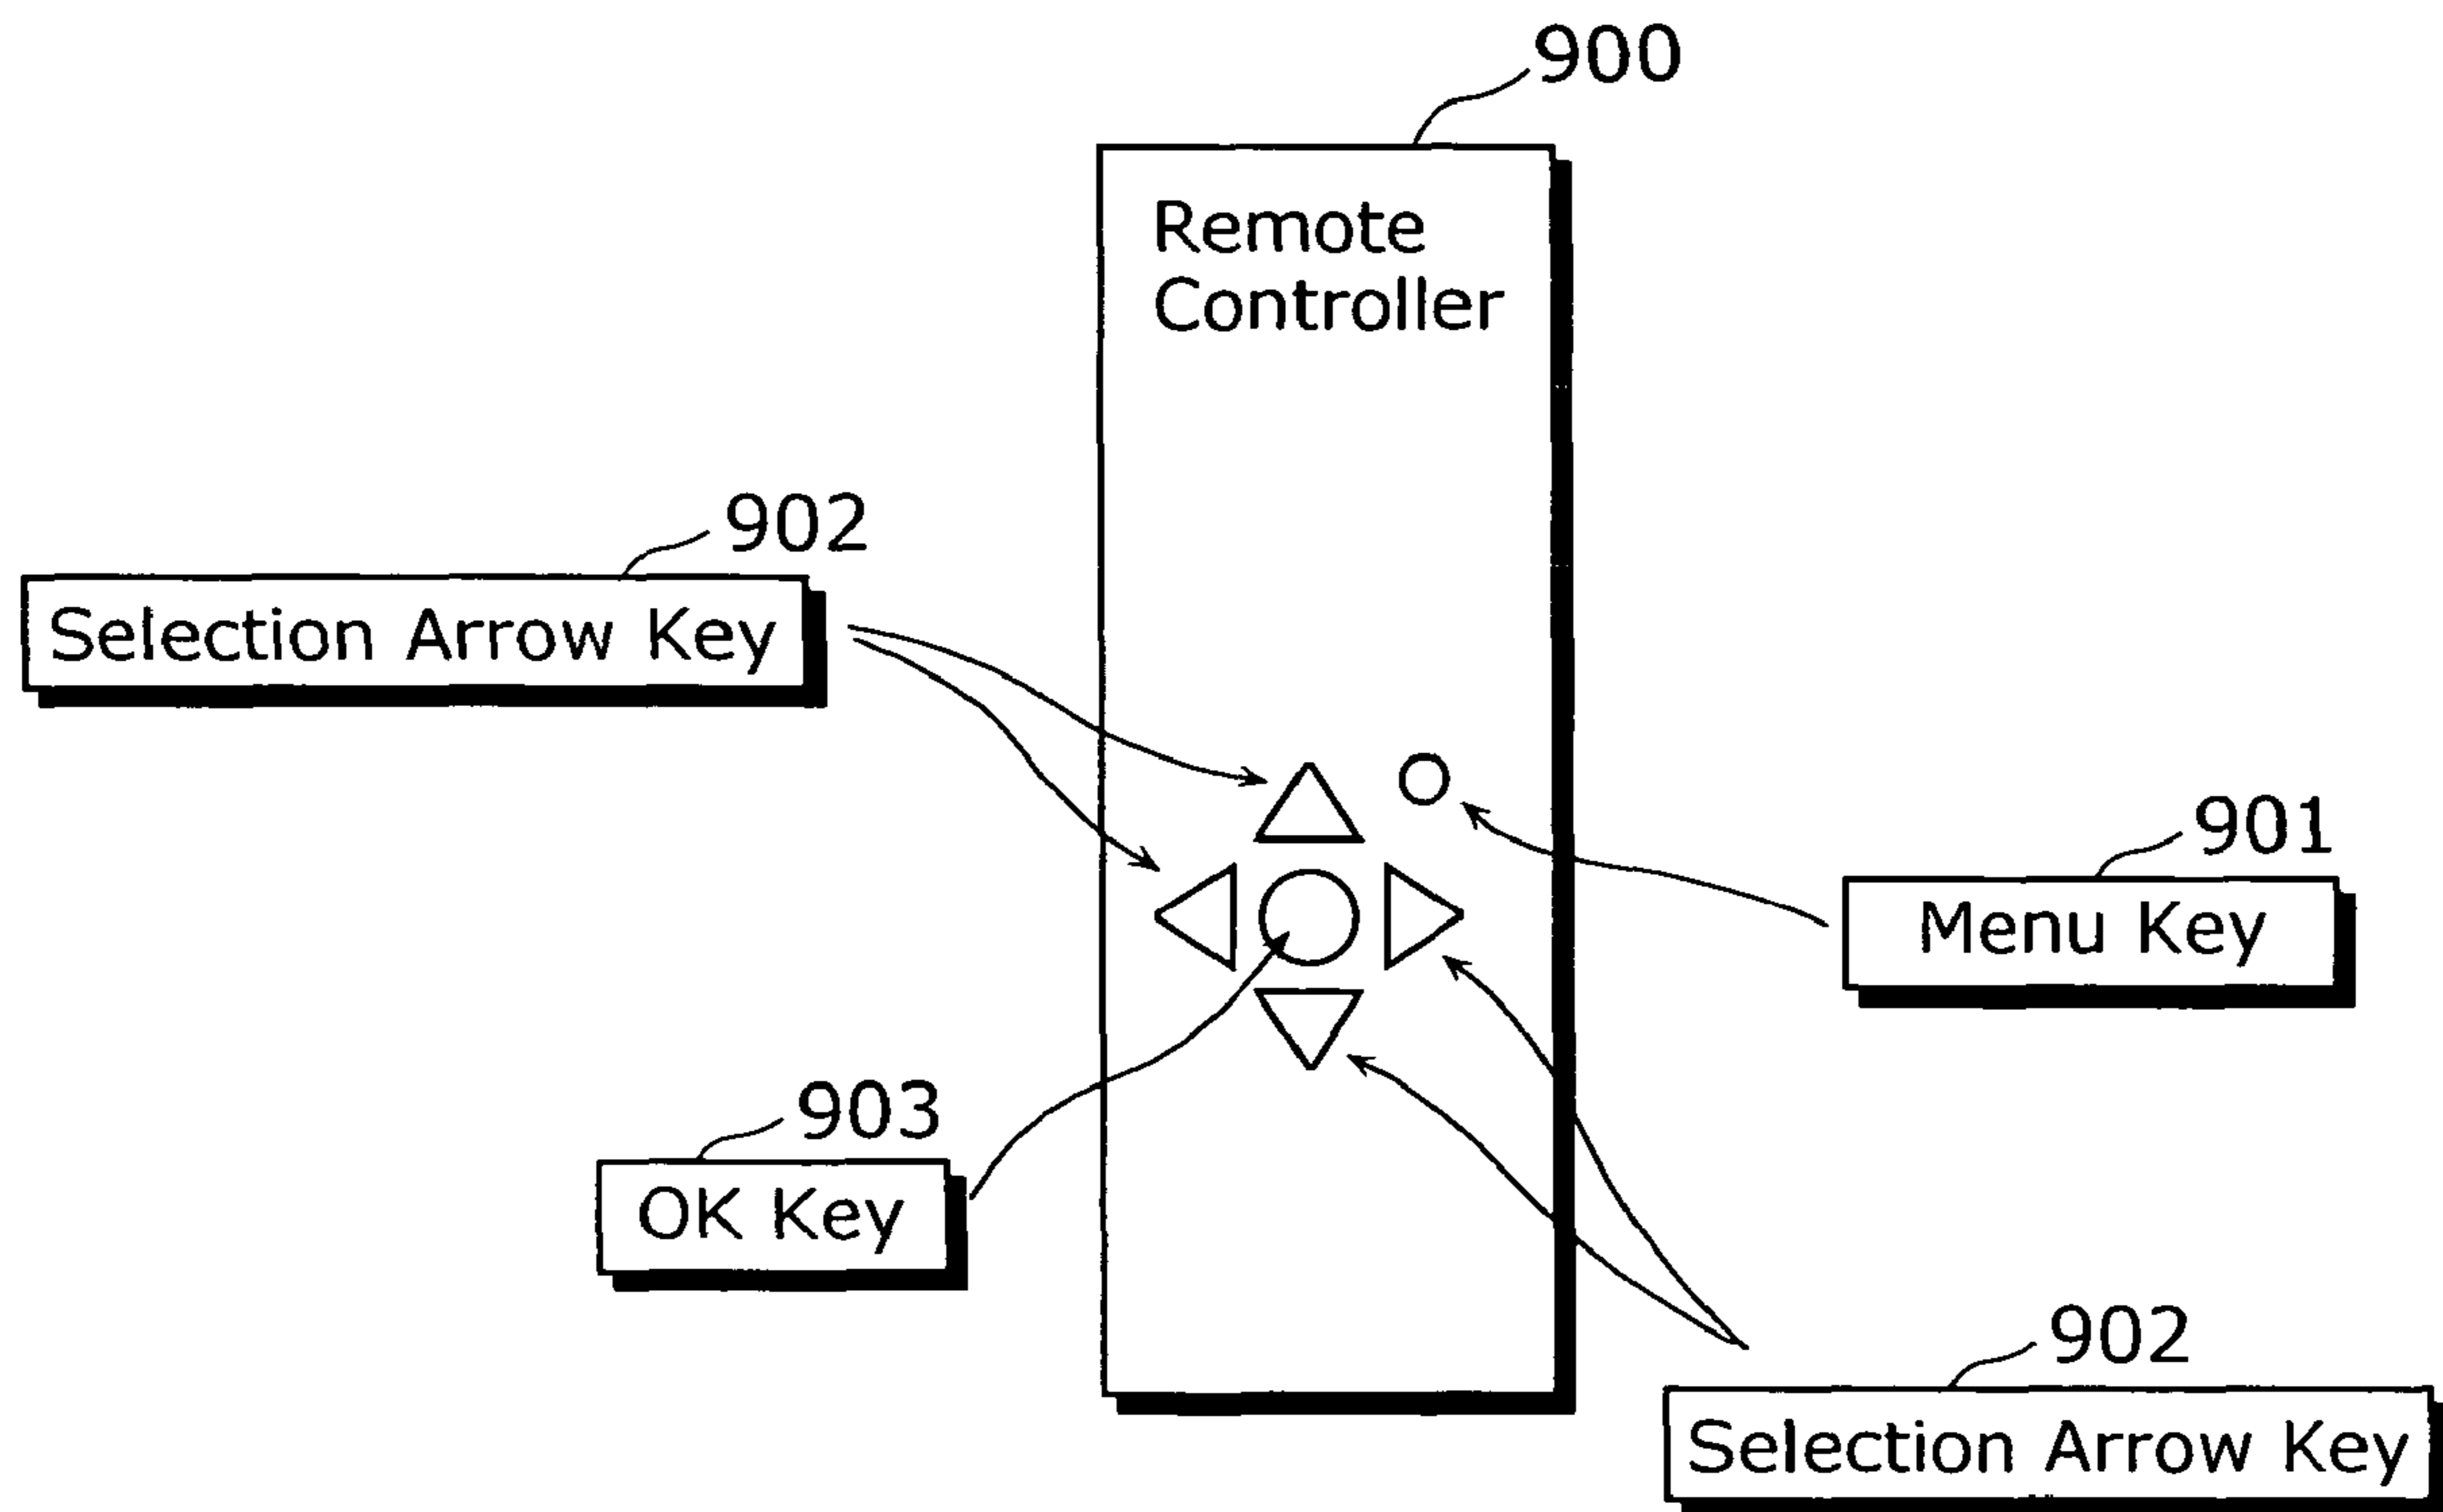 900
Remote
Controller
902
Selection Arrow Key
901
Menu Key
903
OK Key
902
Selection Arrow Key